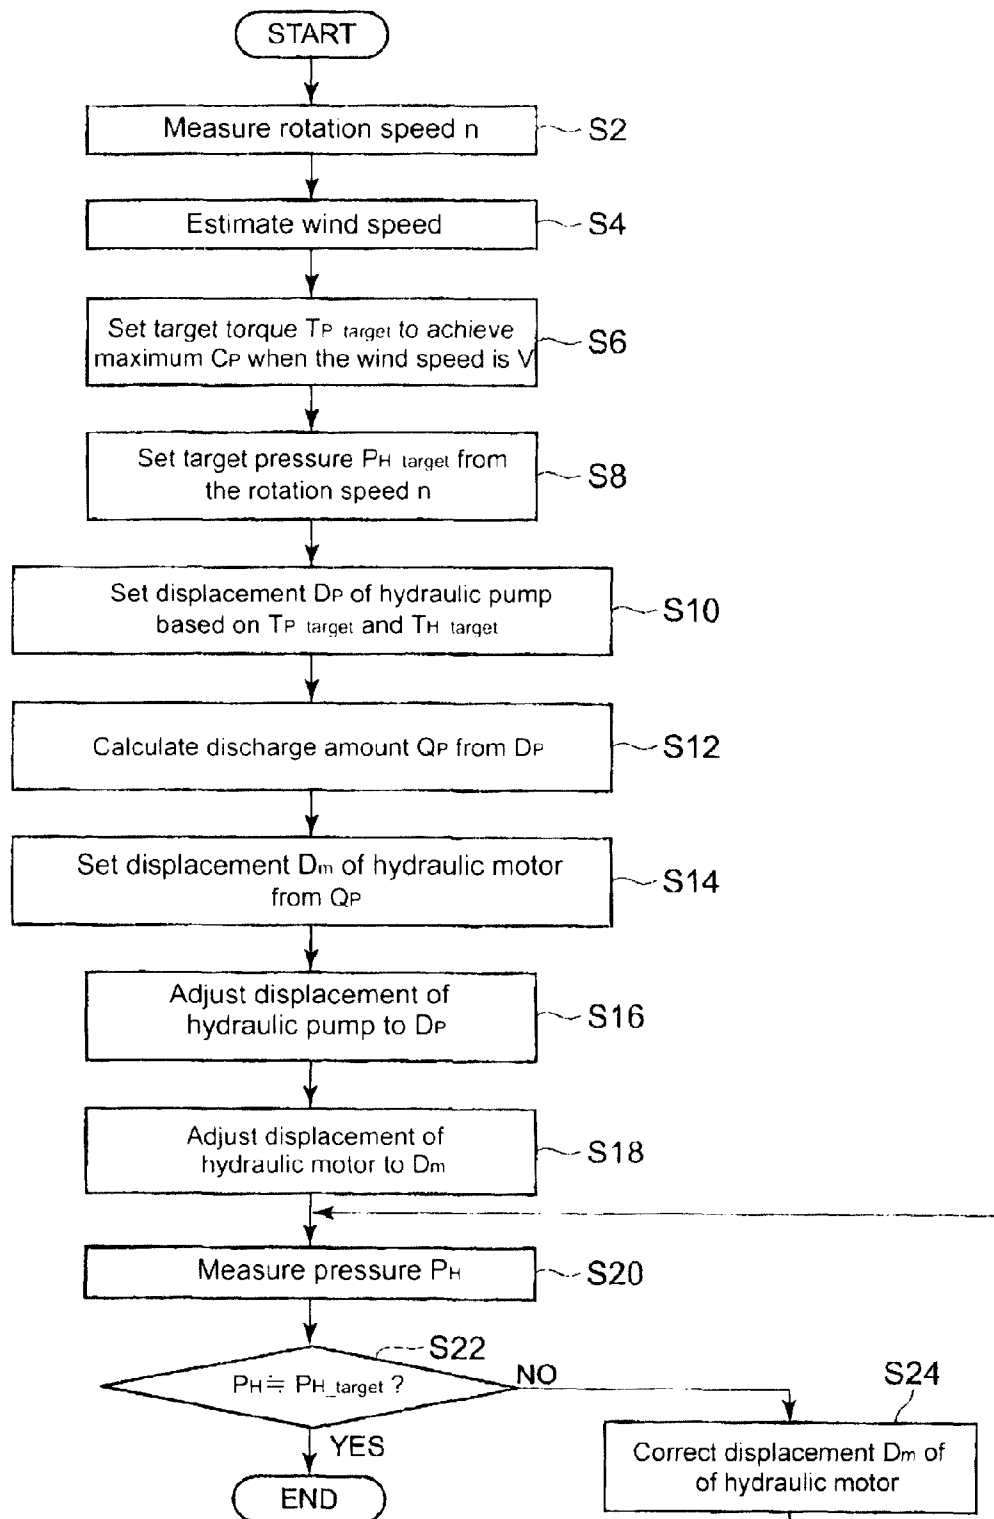 START
Measure rotation speed n
S2
Estimate wind speed
S4
Set target torque TP target to achieve
maximum CP when the wind speed is V
S6
Set target pressure PH target from
the rotation speed n
S8
Set displacement DP of hydraulic pump
based on TP target and TH target
S10
Calculate discharge amount QP from DP
S12
Set displacement Dm of hydraulic motor
from QP
S14
Adjust displacement of
hydraulic pump to DP
S16
Adjust displacement of
hydraulic motor to Dm
S18
Measure pressure PH
S20
S22
PH≒ PH_target ?
NO
YES
END
S24
Correct displacement Dm of
of hydraulic motor